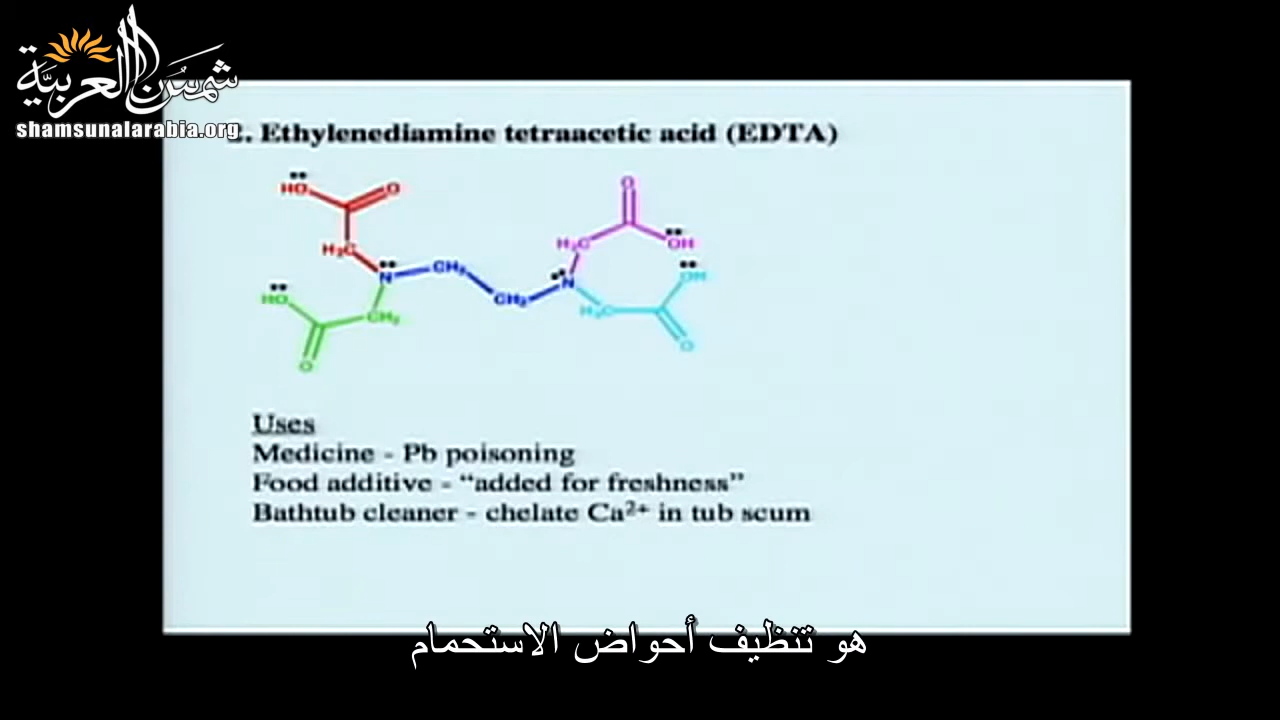 شمس العربية
shamsunalarabia.org
2. Ethylenediamine tetraacetic acid (EDTA)
HO O
O
H₂C
H₂C
OH
HO
N
CH₂
OH
CH₂
N
CH₂
H₂C
O
O
Uses
Medicine - Pb poisoning
Food additive - “added for freshness”
Bathtub cleaner - chelate Ca²⁺ in tub scum
هو تنظيف أحواض الاستحمام